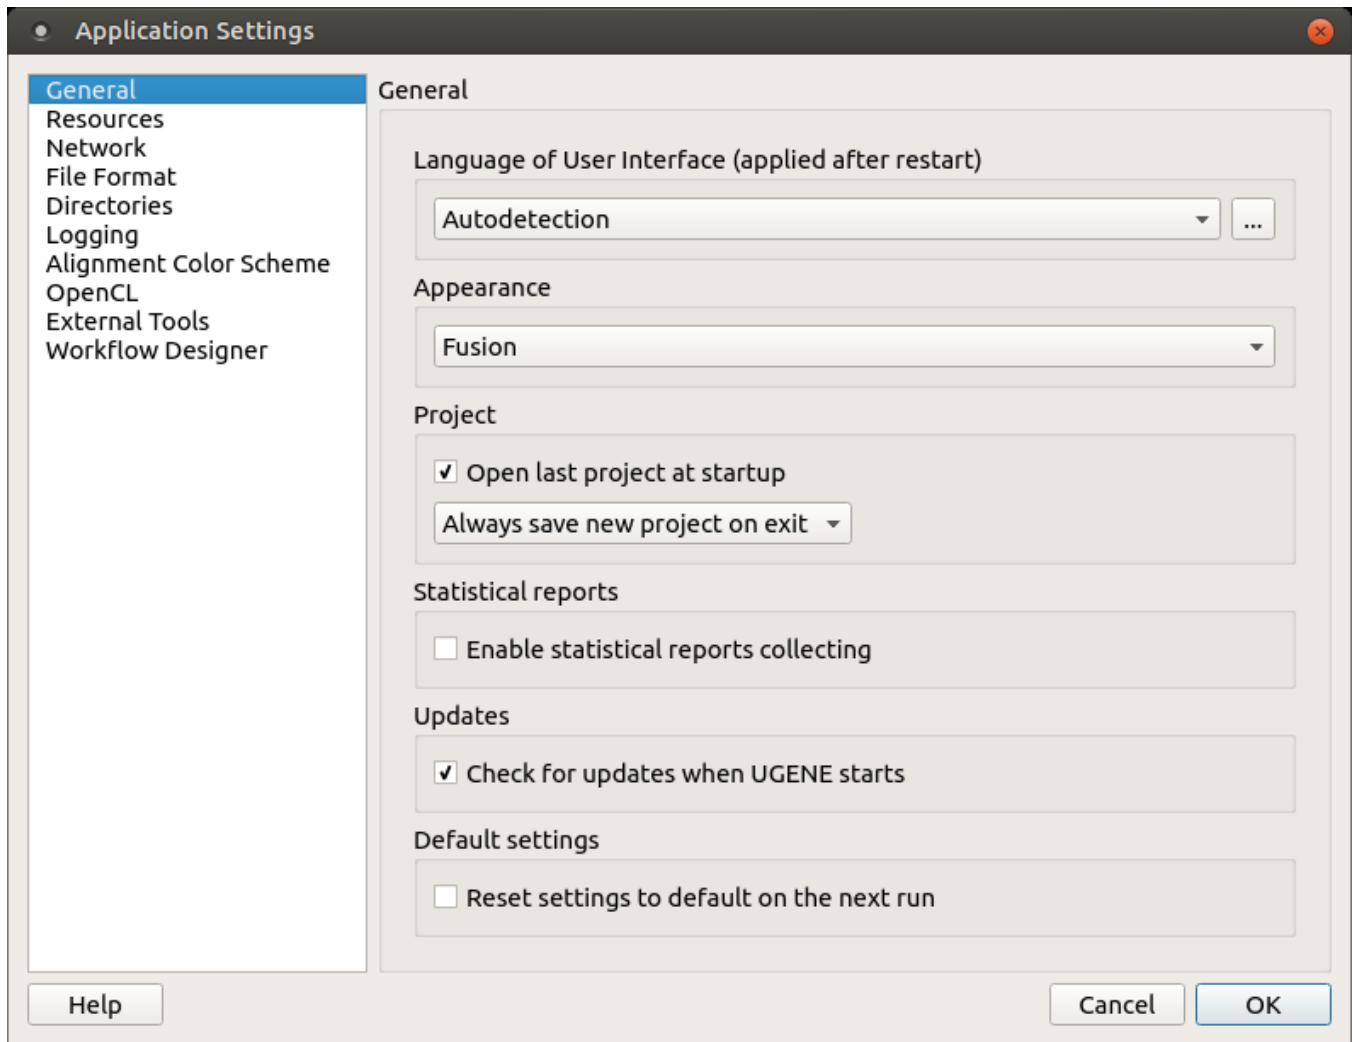 Application Settings
General
Resources
Network
File Format
Directories
Logging
Alignment Color Scheme
OpenCL
External Tools
Workflow Designer
General
Language of User Interface (applied after restart)
Autodetection
...
Appearance
Fusion
Project
Open last project at startup
Always save new project on exit
Statistical reports
Enable statistical reports collecting
Updates
Check for updates when UGENE starts
Default settings
Reset settings to default on the next run
Help
Cancel
OK